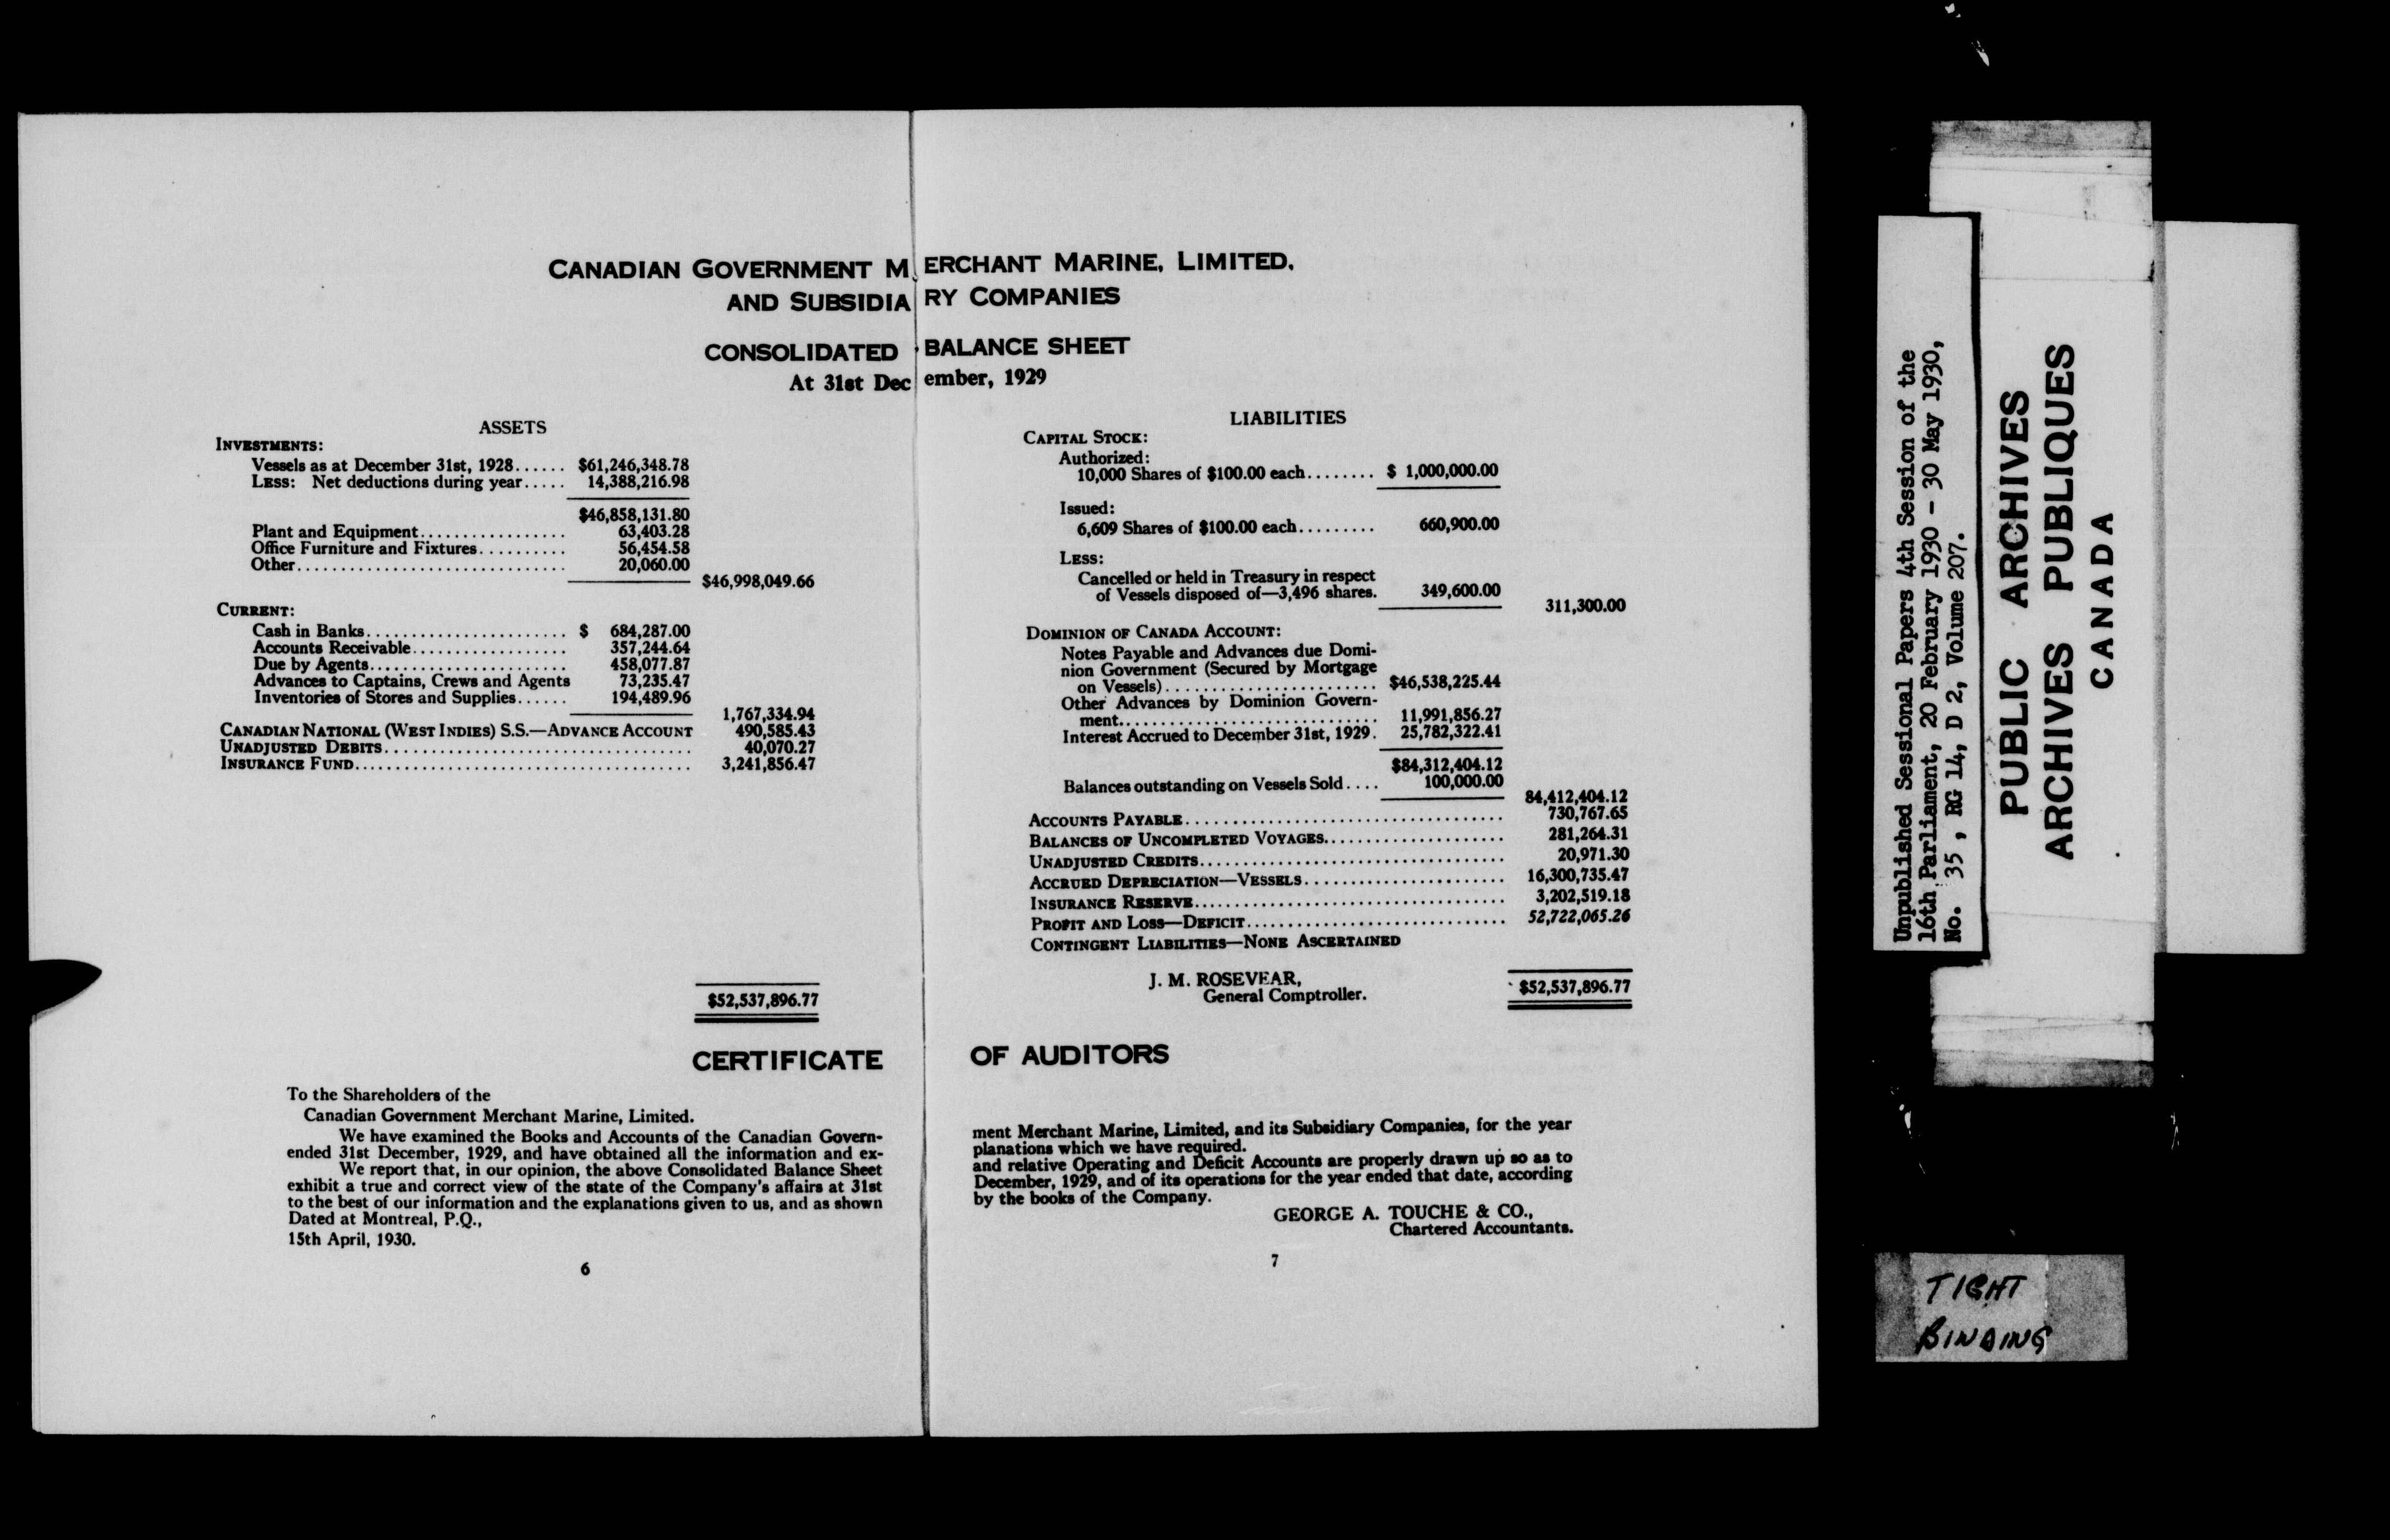 CANADIAN GOVERNMENT MERCHANT MARINE, LIMITED,
AND SUBSIDIARY COMPANIES
CONSOLIDATED BALANCE SHEET
At 31st December, 1929
ASSETS
INVESTMENTS:
Vessels as at December 31st, 1928...... $61,246,348.78
LESS: Net deductions during year..... 14,388,216.98
$46,858,131.80
Plant and Equipment................. 63,403.28
Office Furniture and Fixtures.......... 56,454.58
Other............................... 20,060.00
$46,998,049.66
CURRENT:
Cash in Banks....................... $ 684,287.00
Accounts Receivable.................. 357,244.64
Due by Agents....................... 458,077.87
Advances to Captains, Crews and Agents 73,235.47
Inventories of Stores and Supplies...... 194,489.96
1,767,334.94
CANADIAN NATIONAL (WEST INDIES) S.S.—ADVANCE ACCOUNT 490,585.43
UNADJUSTED DEBITS..................................... 40,070.27
INSURANCE FUND........................................ 3,241,856.47
$52,537,896.77
LIABILITIES
CAPITAL STOCK:
Authorized:
10,000 Shares of $100.00 each........ $ 1,000,000.00
Issued:
6,609 Shares of $100.00 each......... 660,900.00
LESS:
Cancelled or held in Treasury in respect
of Vessels disposed of—3,496 shares. 349,600.00
311,300.00
DOMINION OF CANADA ACCOUNT:
Notes Payable and Advances due Domi-
nion Government (Secured by Mortgage
on Vessels)........................ $46,538,225.44
Other Advances by Dominion Govern-
ment............................. 11,991,856.27
Interest Accrued to December 31st, 1929. 25,782,322.41
$84,312,404.12
Balances outstanding on Vessels Sold.... 100,000.00
84,412,404.12
ACCOUNTS PAYABLE................................... 730,767.65
BALANCES OF UNCOMPLETED VOYAGES.................... 281,264.31
UNADJUSTED CREDITS.................................. 20,971.30
ACCRUED DEPRECIATION—VESSELS....................... 16,300,735.47
INSURANCE RESERVE................................... 3,202,519.18
PROFIT AND LOSS—DEFICIT............................. 52,722,065.26
CONTINGENT LIABILITIES—NONE ASCERTAINED
J. M. ROSEVEAR,
General Comptroller.
$52,537,896.77
CERTIFICATE OF AUDITORS
To the Shareholders of the
Canadian Government Merchant Marine, Limited.
We have examined the Books and Accounts of the Canadian Govern-ment Merchant Marine, Limited, and its Subsidiary Companies, for the year
ended 31st December, 1929, and have obtained all the information and ex-planations which we have required.
We report that, in our opinion, the above Consolidated Balance Sheet and relative Operating and Deficit Accounts are properly drawn up so as to
exhibit a true and correct view of the state of the Company's affairs at 31st December, 1929, and of its operations for the year ended that date, according
to the best of our information and the explanations given to us, and as shown by the books of the Company.
Dated at Montreal, P.Q.,
15th April, 1930.
GEORGE A. TOUCHE & CO.,
Chartered Accountants.
6
7
Unpublished Sessional Papers 4th Session of the
16th Parliament, 20 February 1930 - 30 May 1930,
No. 35, RG 14, D 2, Volume 207.
PUBLIC ARCHIVES
ARCHIVES PUBLIQUES
CANADA
TIGHT
BINDING